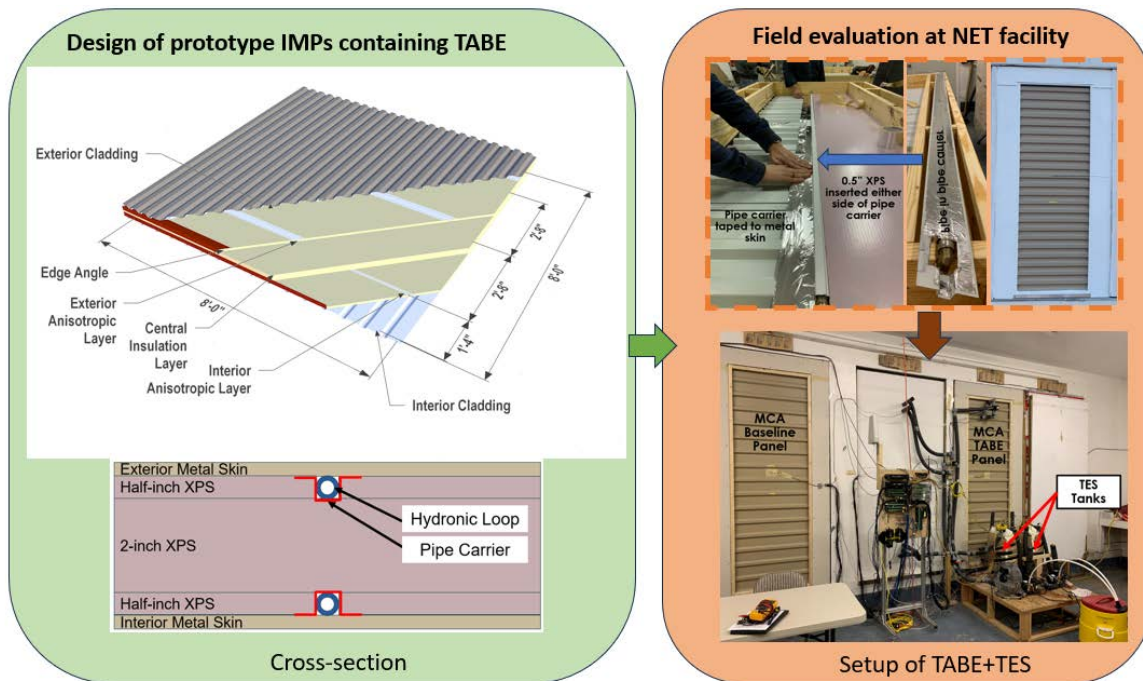 Design of prototype IMPs containing TABE
Exterior Cladding
Edge Angle
Exterior
Anisotropic
Layer
8'-0"
Central
Insulation
Layer
Interior
Anisotropic Layer
Interior Cladding
2'-8"
2'-8"
1'-4"
8'-0"
Exterior Metal Skin
Half-inch XPS
2-inch XPS
Half-inch XPS
Interior Metal Skin
Hydronic Loop
Pipe Carrier
Cross-section
Field evaluation at NET facility
Pipe carrier
taped to metal
skin
0.5" XPS
inserted either
side of pipe
carrier
Pipe in pipe carrier
MCA
Baseline
Panel
MCA
TABE
Panel
TES
Tanks
Setup of TABE+TES